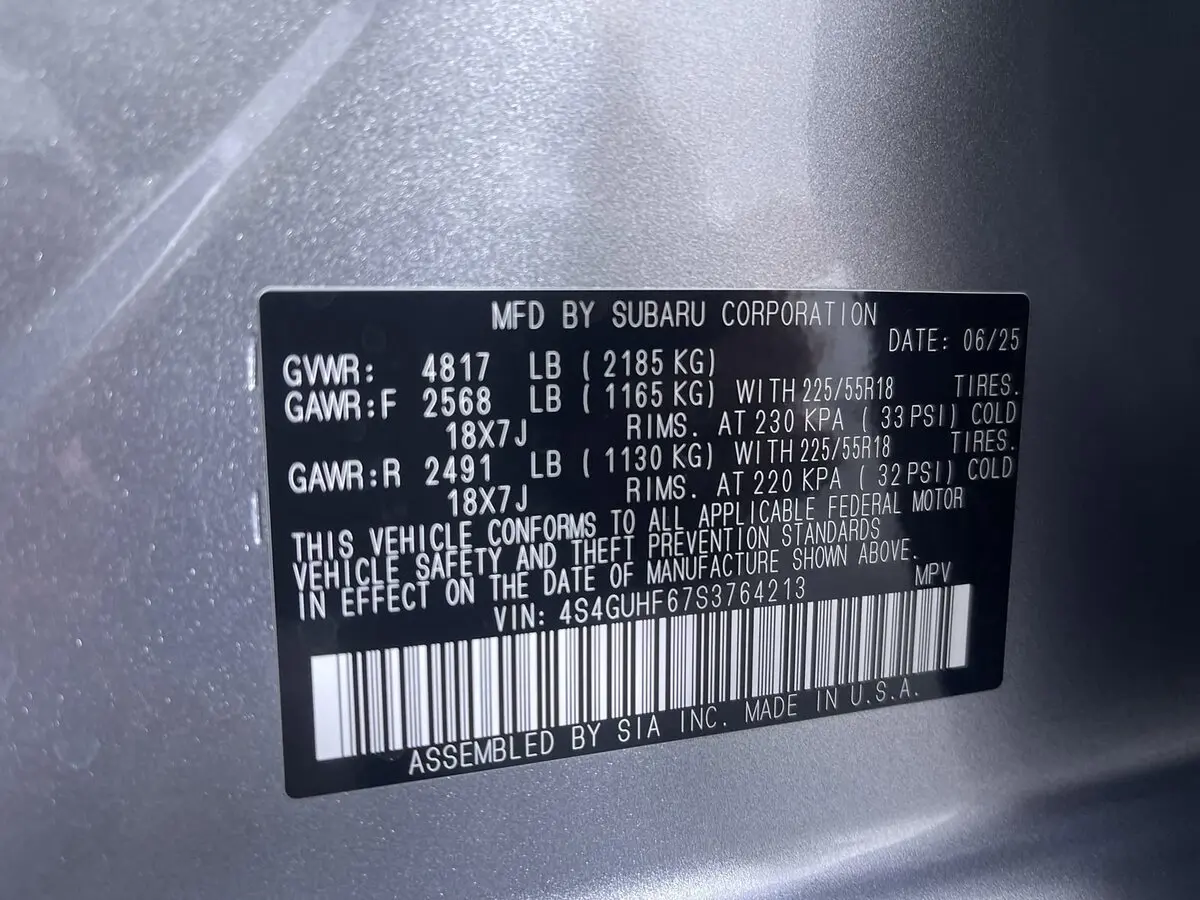 MFD BY SUBARU CORPORATION
DATE: 06/25
GVWR: 4817 LB ( 2185 KG)
GAWR:F 2568 LB ( 1165 KG) WITH 225/55R18 TIRES.
18X7J RIMS. AT 230 KPA ( 33 PSI) COLD
GAWR:R 2491 LB ( 1130 KG) WITH 225/55R18 TIRES.
18X7J RIMS. AT 220 KPA ( 32 PSI) COLD
THIS VEHICLE CONFORMS TO ALL APPLICABLE FEDERAL MOTOR
VEHICLE SAFETY AND THEFT PREVENTION STANDARDS
IN EFFECT ON THE DATE OF MANUFACTURE SHOWN ABOVE.
VIN: 4S4GUHF67S3764213 MPV
ASSEMBLED BY SIA INC. MADE IN U.S.A.